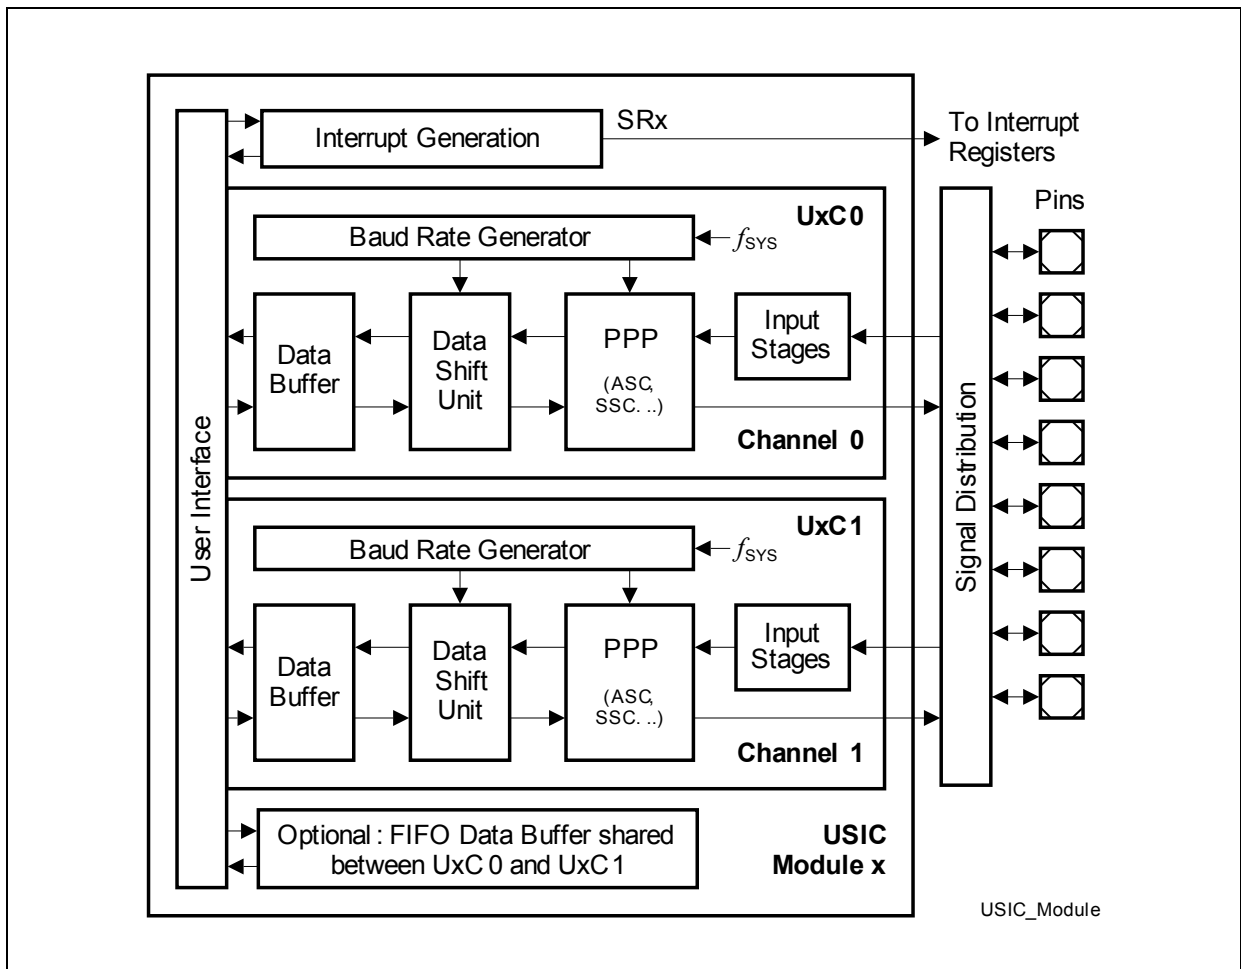 SRx
Interrupt Generation
To Interrupt
Registers
User Interface
UxC0
Baud Rate Generator
fSYS
Data
Buffer
Data
Shift
Unit
PPP
(ASC,
SSC. ..)
Input
Stages
Channel 0
UxC1
Baud Rate Generator
fSYS
Data
Buffer
Data
Shift
Unit
PPP
(ASC,
SSC. ..)
Input
Stages
Channel 1
Signal Distribution
Pins
Optional : FIFO Data Buffer shared
between UxC0 and UxC1
USIC
Module x
USIC_Module